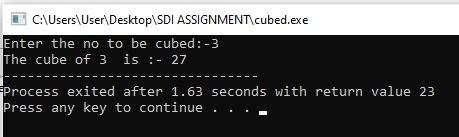 C:\Users\User\Desktop\SDI ASSIGNMENT\cubed.exe
Enter the no to be cubed:-3
The cube of 3  is :- 27
--------------------------------
Process exited after 1.63 seconds with return value 23
Press any key to continue . . .